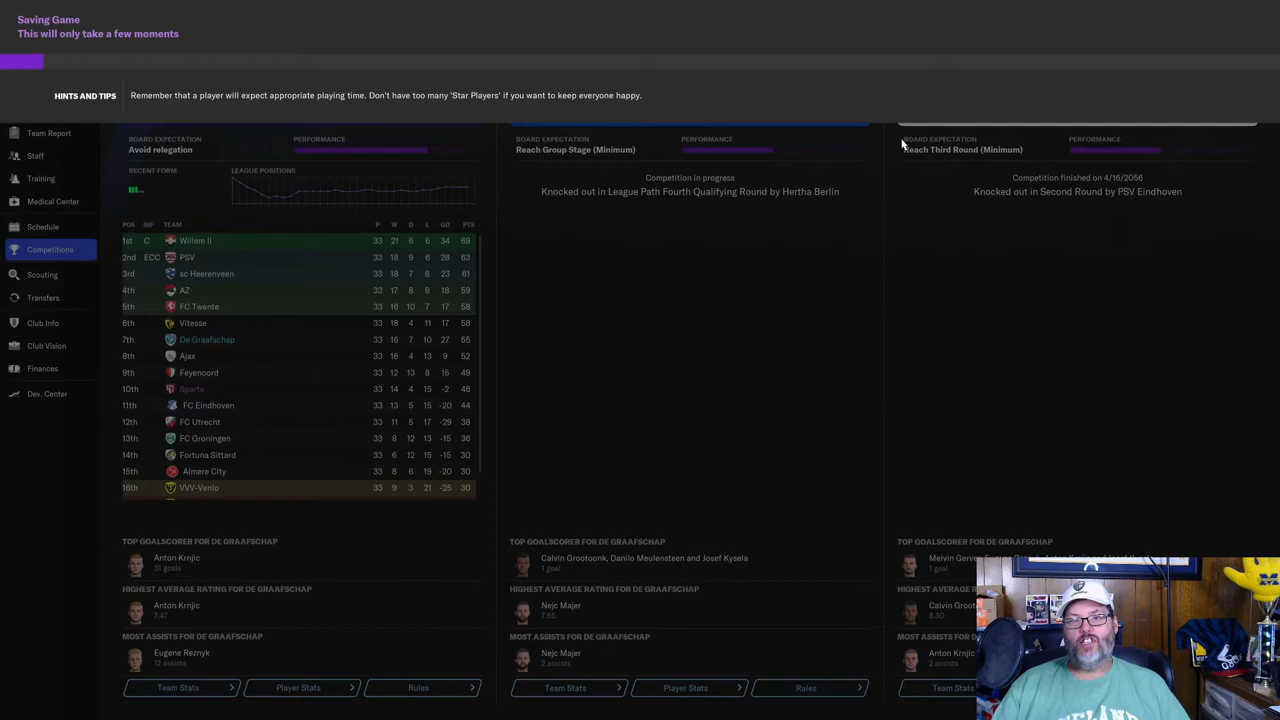 Saving Game
This will only take a few moments
HINTS AND TIPS Remember that a player will expect appropriate playing time. Don't have too many 'Star Players' if you want to keep everyone happy.
Team Report
Staff
Training
Medical Center
Schedule
Competitions
Scouting
Transfers
Club Info
Club Vision
Finances
Dev. Center
BOARD EXPECTATION PERFORMANCE
Avoid relegation
RECENT FORM LEAGUE POSITIONS
POS INF TEAM P W D L GD PTS
1st C Willem II 33 21 6 6 34 69
2nd ECC PSV 33 18 9 6 28 63
3rd sc Heerenveen 33 18 7 8 23 61
4th AZ 33 17 8 8 18 59
5th FC Twente 33 16 10 7 17 58
6th Vitesse 33 18 4 11 17 58
7th De Graafschap 33 16 7 10 27 55
8th Ajax 33 16 4 13 9 52
9th Feyenoord 33 12 13 8 15 49
10th Sparta 33 14 4 15 -2 46
11th FC Eindhoven 33 13 5 15 -20 44
12th FC Utrecht 33 11 5 17 -29 38
13th FC Groningen 33 8 12 13 -15 36
14th Fortuna Sittard 33 6 12 15 -15 30
15th Almere City 33 8 6 19 -20 30
16th VVV-Venlo 33 9 3 21 -25 30
TOP GOALSCORER FOR DE GRAAFSCHAP
Anton Krnjic
31 goals
HIGHEST AVERAGE RATING FOR DE GRAAFSCHAP
Anton Krnjic
7.47
MOST ASSISTS FOR DE GRAAFSCHAP
Eugene Reznyk
12 assists
Team Stats Player Stats Rules
BOARD EXPECTATION PERFORMANCE
Reach Group Stage (Minimum)
Competition in progress
Knocked out in League Path Fourth Qualifying Round by Hertha Berlin
TOP GOALSCORER FOR DE GRAAFSCHAP
Calvin Grootoonk, Danilo Meulensteen and Josef Kysela
1 goal
HIGHEST AVERAGE RATING FOR DE GRAAFSCHAP
Nejc Majer
7.55
MOST ASSISTS FOR DE GRAAFSCHAP
Nejc Majer
2 assists
Team Stats Player Stats Rules
BOARD EXPECTATION PERFORMANCE
Reach Third Round (Minimum)
Competition finished on 4/16/2056
Knocked out in Second Round by PSV Eindhoven
TOP GOALSCORER FOR DE GRAAFSCHAP
Melvin
1 goal
HIGHEST AVERAGE
Calvin
8.30
MOST ASSISTS
Anton Krnjic
2 assists
Team Stats